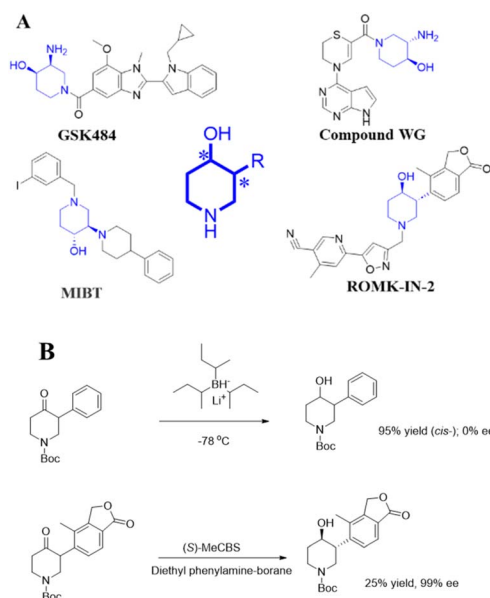 A
NH2
OH
N
O
O
N
N
N
GSK484
S
O
N
N
NH2
OH
N
N
N
H
Compound WG
I
N
N
OH
MIBT
OH
*
*
R
N
H
O
O
OH
N
N
N
O
N
ROMK-IN-2
B
O
N
Boc
BH-
Li+
-78 °C
OH
N
Boc
95% yield (cis-); 0% ee
O
O
O
N
Boc
(S)-MeCBS
Diethyl phenylamine-borane
OH
O
O
N
Boc
25% yield, 99% ee